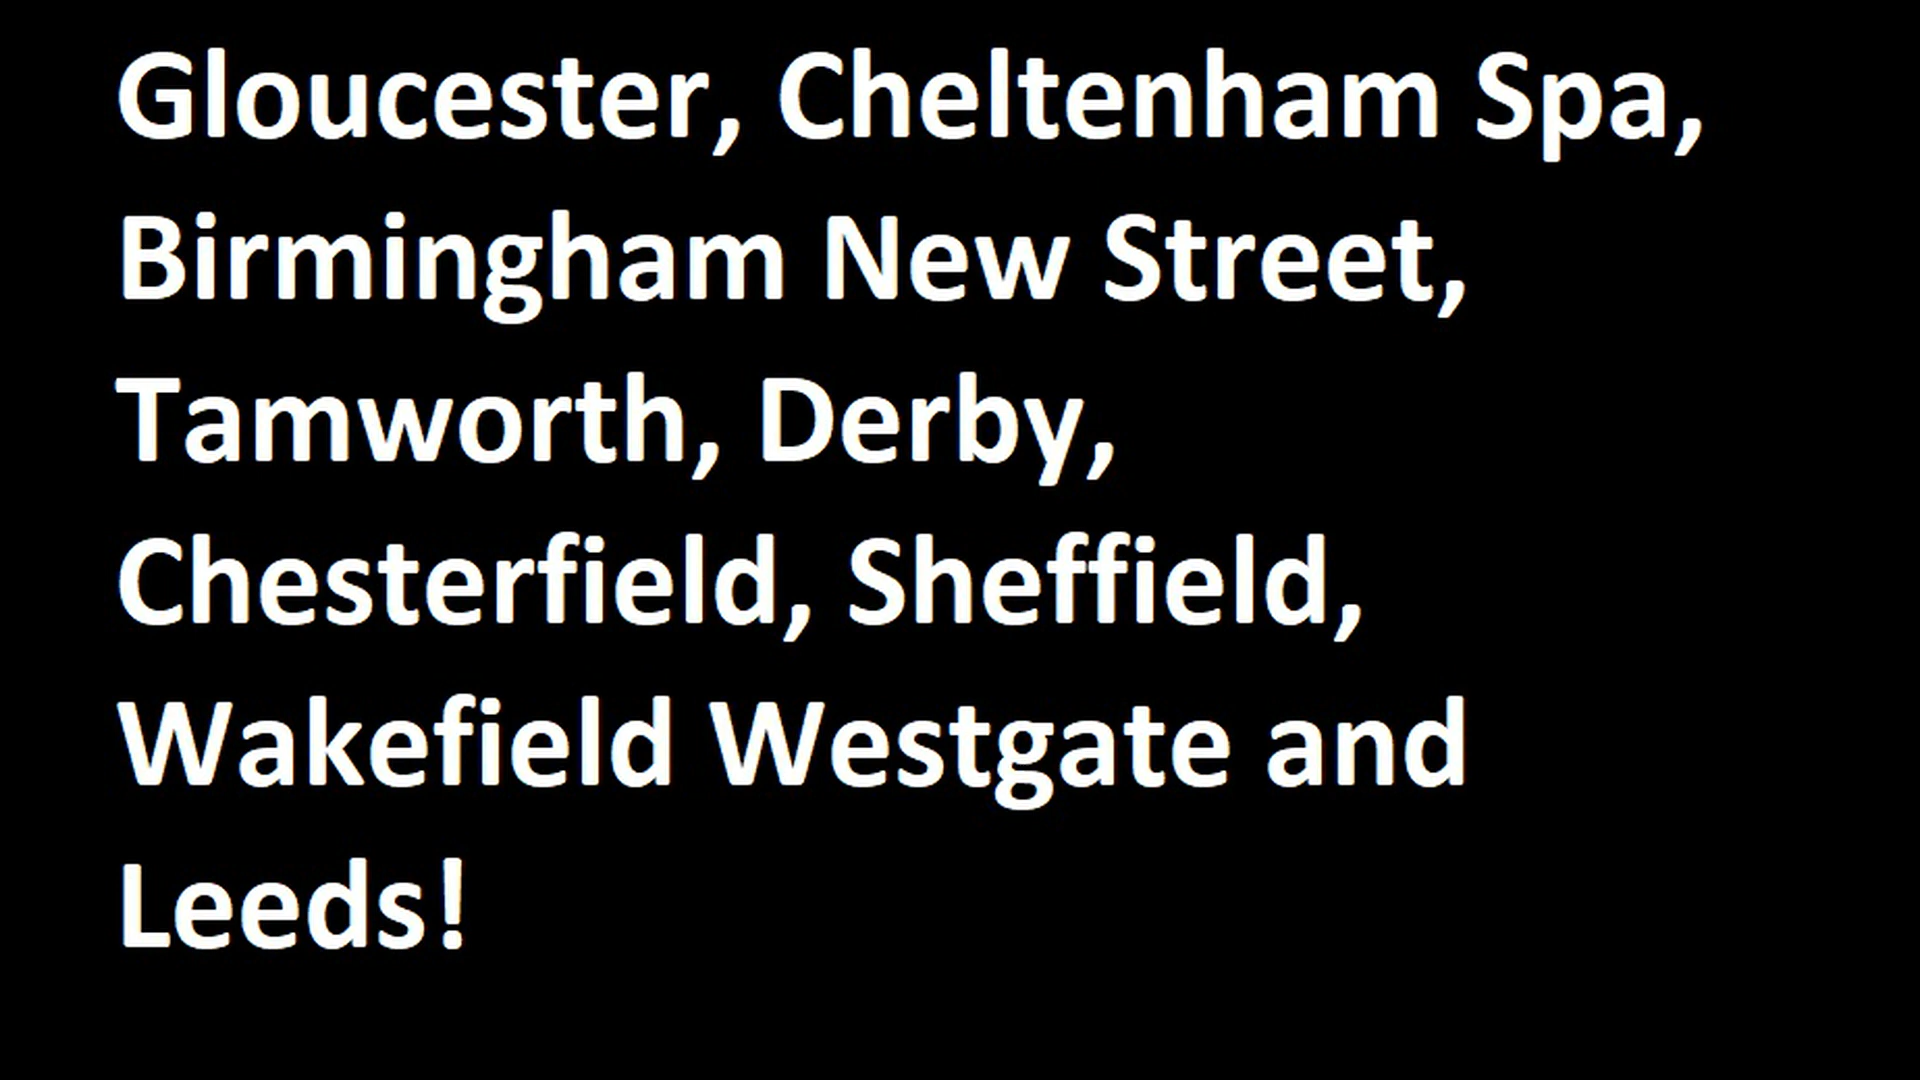 Gloucester, Cheltenham Spa,
Birmingham New Street,
Tamworth, Derby,
Chesterfield, Sheffield,
Wakefield Westgate and
Leeds!